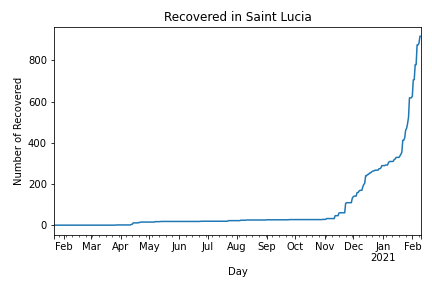 Recovered in Saint Lucia
Number of Recovered
800
600
400
200
0
Feb Mar Apr May Jun Jul Aug Sep Oct Nov Dec Jan Feb
2021
Day